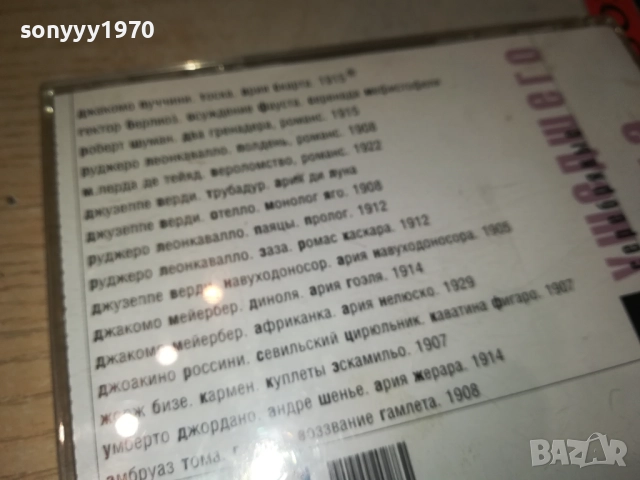 sonyyy1970
джакомо пуччини. тоска. ария скарпа. 1915
гектор берлиоз. осуждение фауста. серенада мефистофеля
роберт шуман. два гренадера, романс. 1915
руджеро леонкавалло. полдень, романс. 1908
м.перда де тейяд. вероломство, романс. 1922
джузеппе верди. трубадур. ария ди луна
джузеппе верди. отелло. монолог яго. 1908
руджеро леонкавалло. паяцы. пролог. 1912
руджеро леонкавалло. заза. ромас каскара. 1912
джузеппе верди. навуходоносор. ария навуходоносора. 1905
джакомо мейербер. диноля. ария гоэля. 1914
джакомо мейербер. африканка. ария нелюско. 1929
джоакино россини. севильский цирюльник. каватина фигаро. 1907
жорж бизе. кармен. куплеты эскамильо. 1907
умберто джордано. андре шенье. ария жерара. 1914
амбруаз тома. воззвание гамлета. 1908
ушедшего
BAZAR